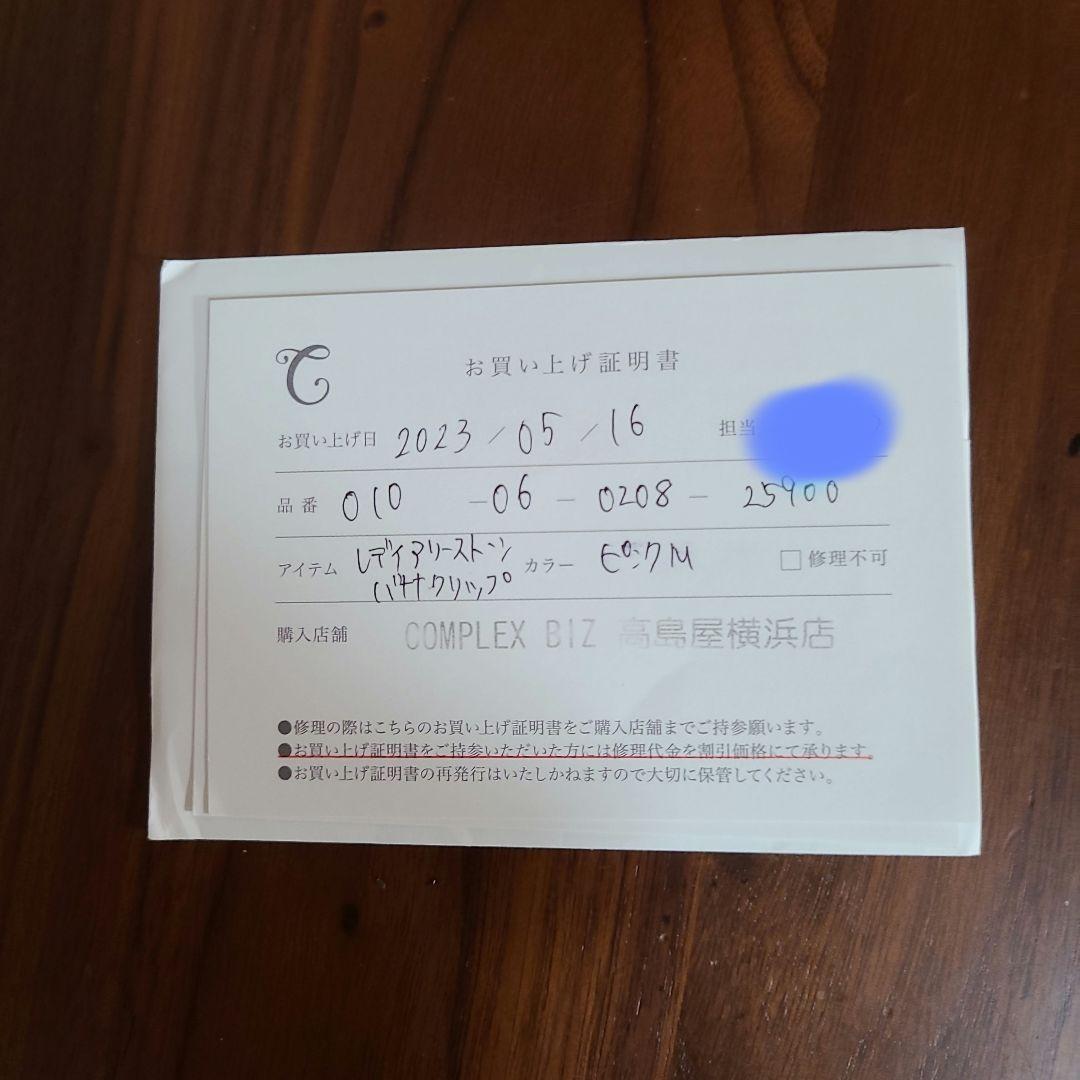 C
お買い上げ証明書
お買い上げ日 2023/05/16 担当
品番 010 -06 - 0208 - 25900
アイテム レディアリーストーン カラー ピンクM □修理不可
バナナクリップ
購入店舗 COMPLEX BIZ 高島屋横浜店
●修理の際はこちらのお買い上げ証明書をご購入店舗までご持参願います。
●お買い上げ証明書をご持参いただいた方には修理代金を割引価格にて承ります。
●お買い上げ証明書の再発行はいたしかねますので大切に保管してください。